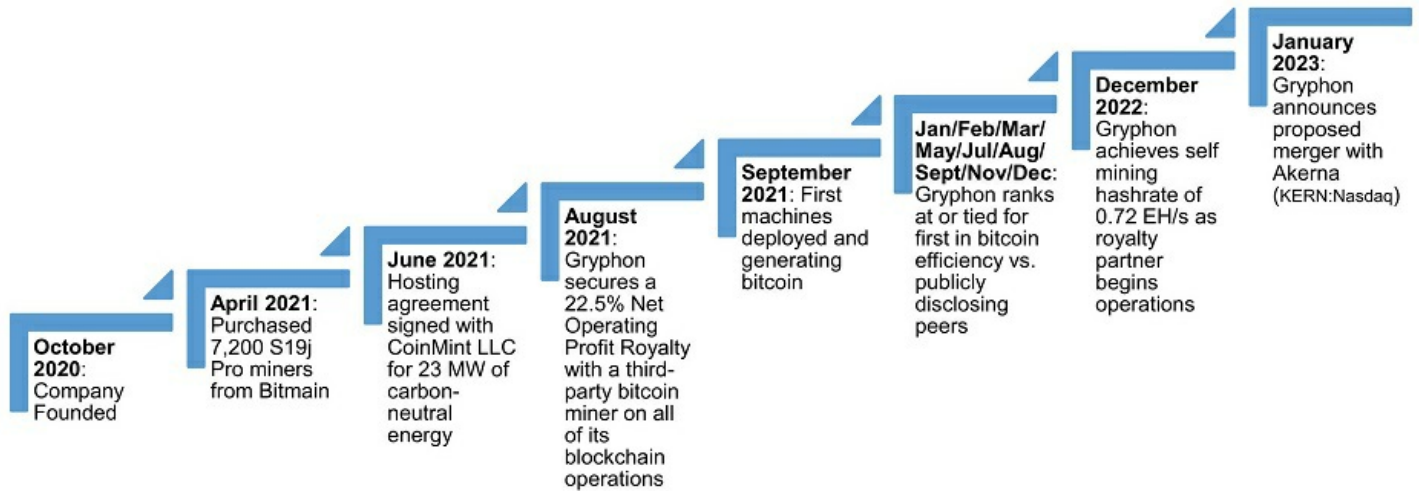 October
2020:
Company
Founded
April 2021:
Purchased
7,200 S19j
Pro miners
from Bitmain
June 2021:
Hosting
agreement
signed with
CoinMint LLC
for 23 MW of
carbon-
neutral
energy
August
2021:
Gryphon
secures a
22.5% Net
Operating
Profit Royalty
with a third-
party bitcoin
miner on all
of its
blockchain
operations
September
2021: First
machines
deployed and
generating
bitcoin
Jan/Feb/Mar/
May/Jul/Aug/
Sept/Nov/Dec:
Gryphon ranks
at or tied for
first in bitcoin
efficiency vs.
publicly
disclosing
peers
December
2022:
Gryphon
achieves self
mining
hashrate of
0.72 EH/s as
royalty
partner
begins
operations
January
2023:
Gryphon
announces
proposed
merger with
Akerna
(KERN:Nasdaq)